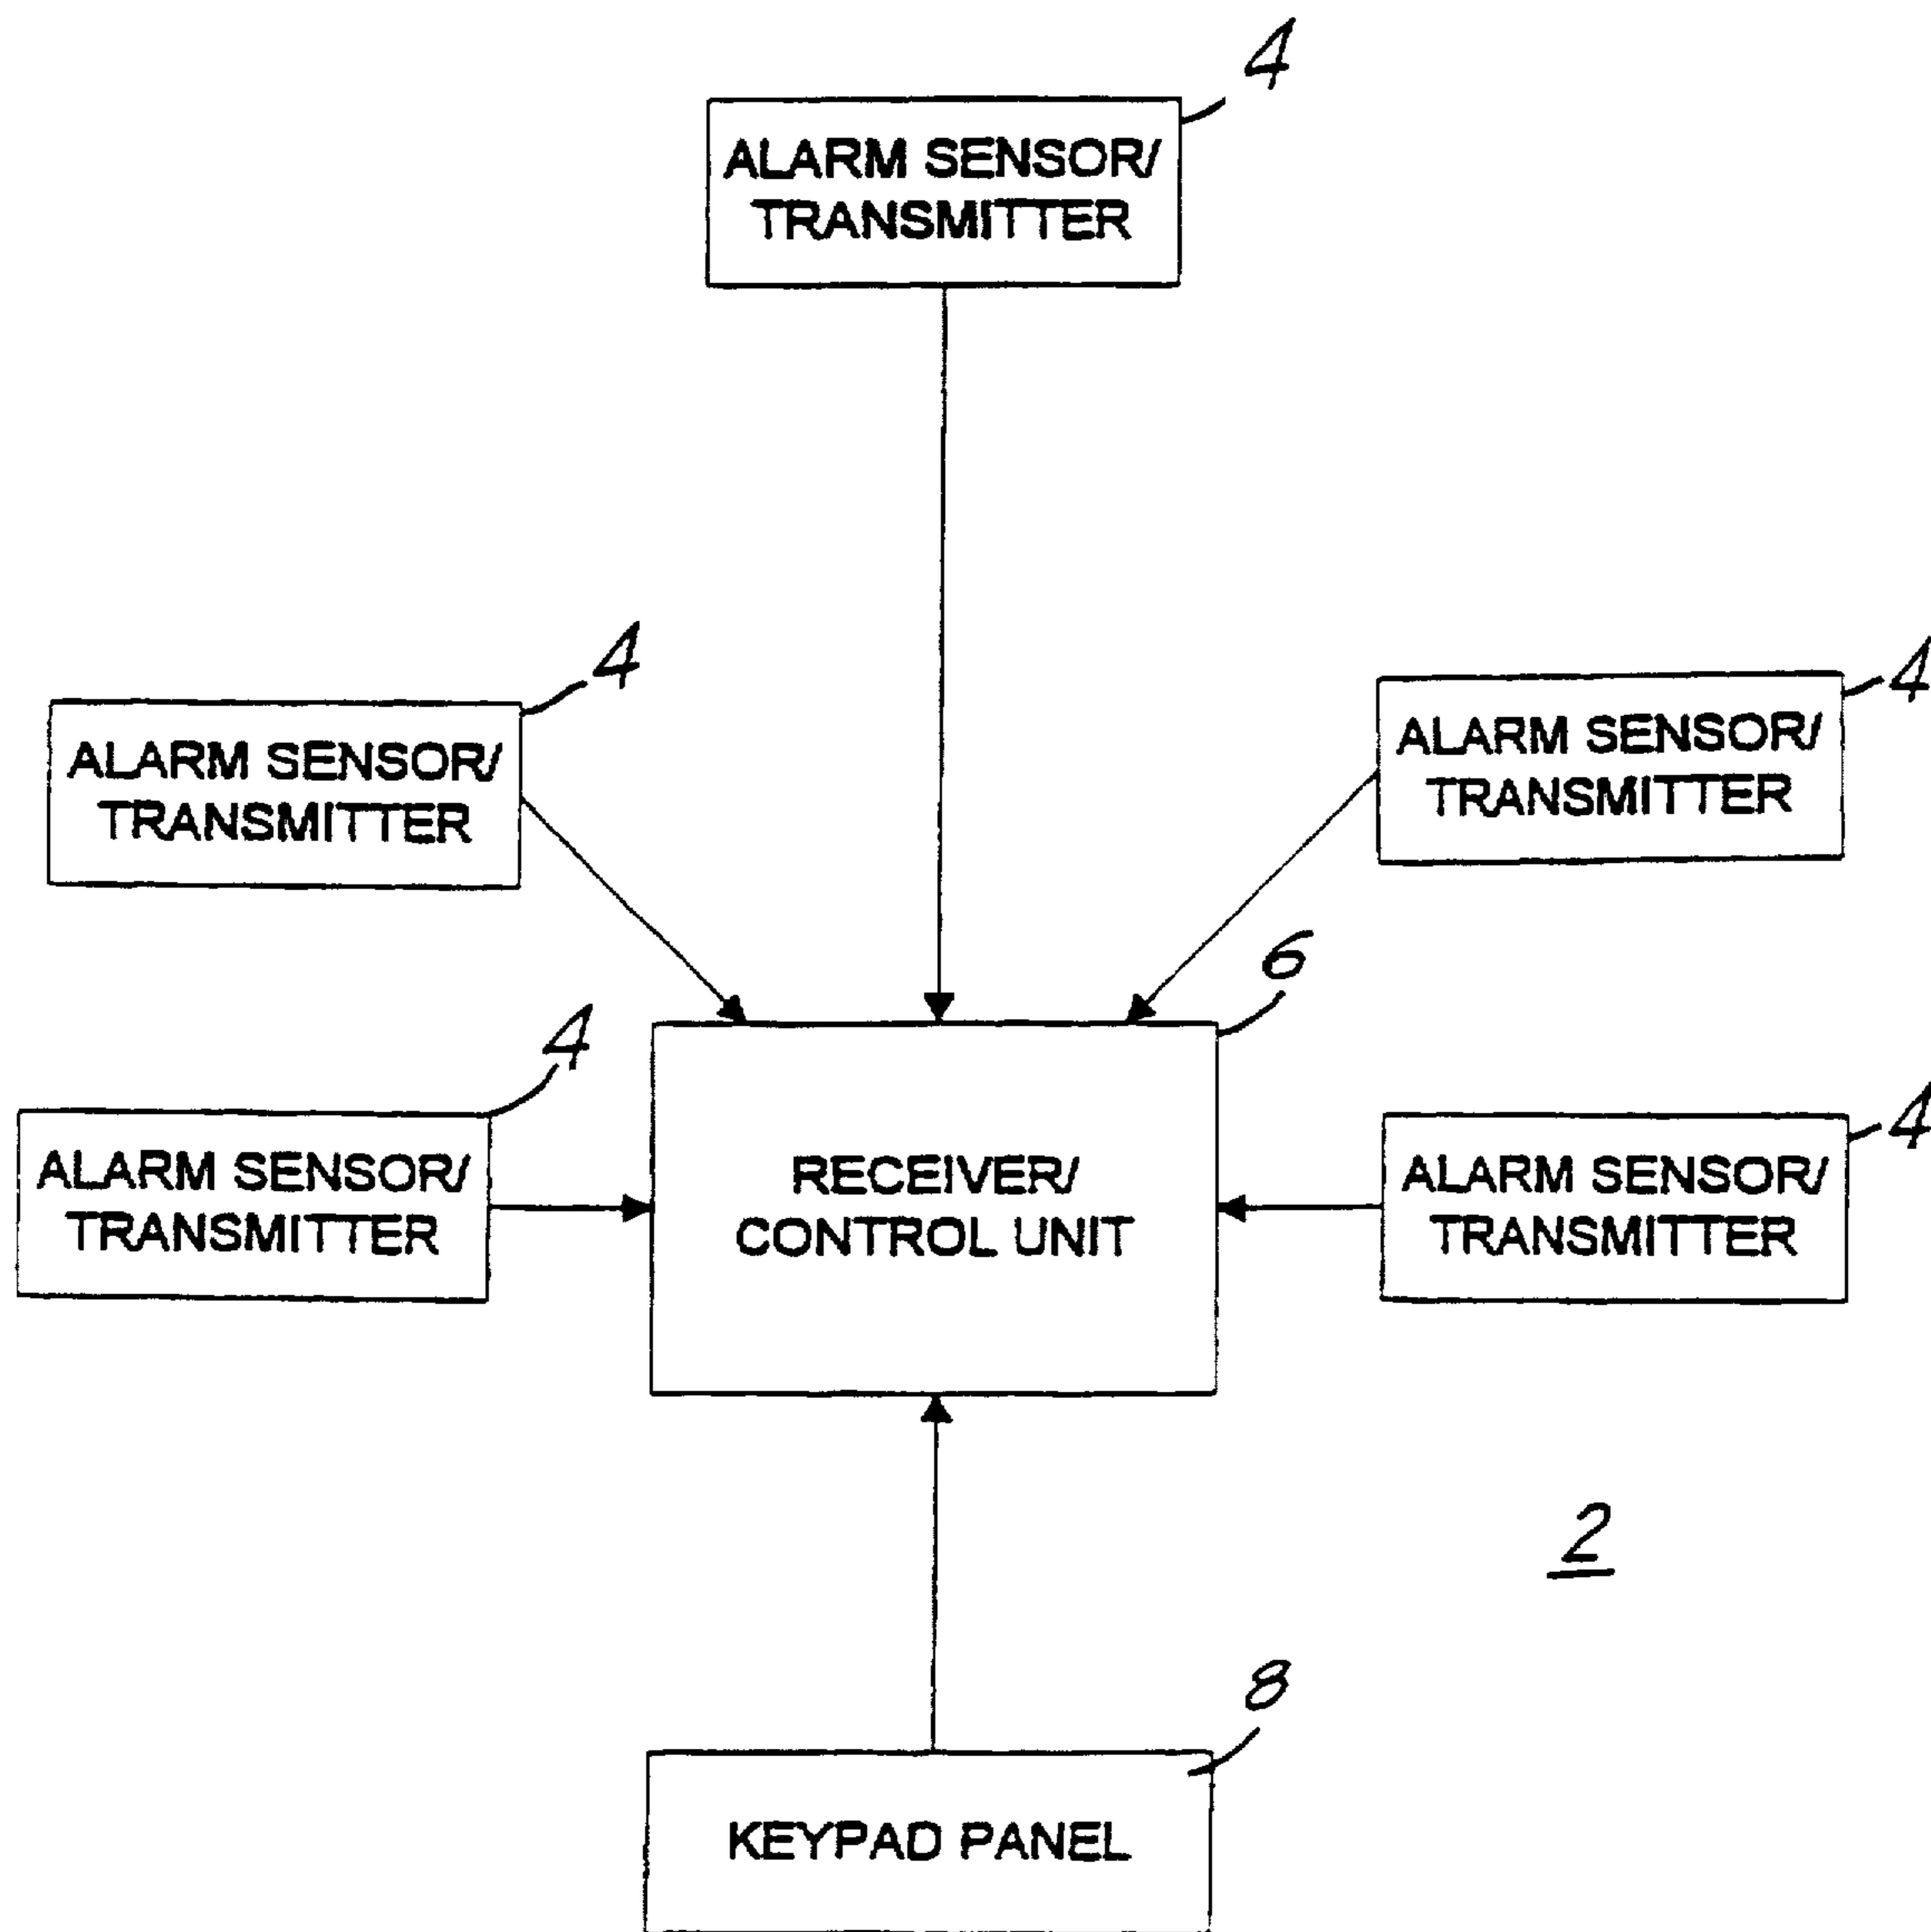 4
ALARM SENSOR/
TRANSMITTER
4
ALARM SENSOR/
TRANSMITTER
4
ALARM SENSOR/
TRANSMITTER
6
4
ALARM SENSOR/
TRANSMITTER
RECEIVER/
CONTROL UNIT
4
ALARM SENSOR/
TRANSMITTER
2
8
KEYPAD PANEL